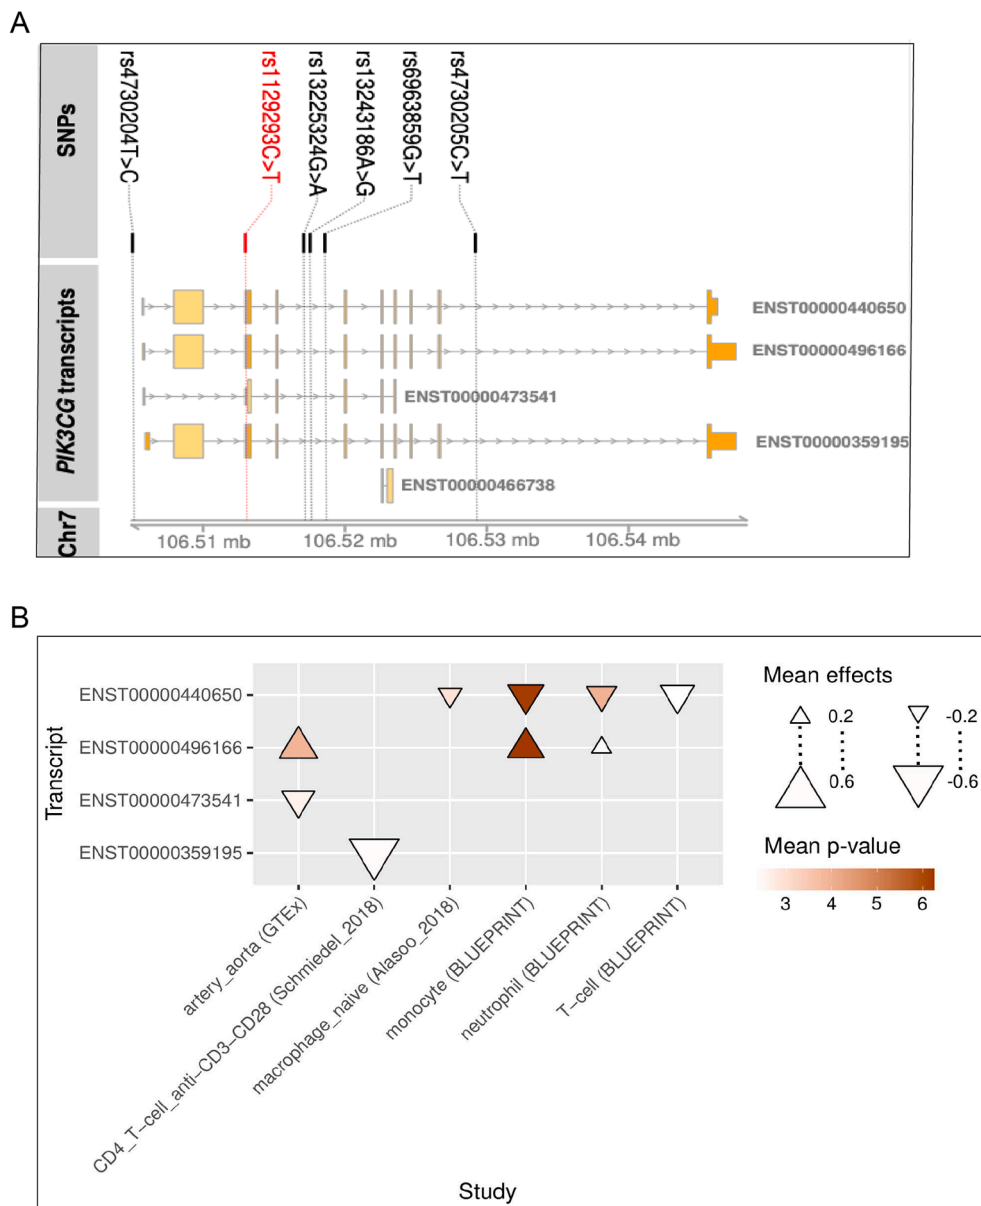 A
SNPs
rs4730204T>C
rs1129293C>T
rs13225324G>A
rs13243186A>G
rs6963859G>T
rs4730205C>T
PIK3CG transcripts
ENST00000440650
ENST00000496166
ENST00000473541
ENST00000359195
ENST00000466738
Chr7
106.51 mb
106.52 mb
106.53 mb
106.54 mb
B
Transcript
ENST00000440650
ENST00000496166
ENST00000473541
ENST00000359195
artery_aorta (GTEx)
CD4_T-cell_anti-CD3-CD28 (Schmiedel_2018)
macrophage_naive (Alasoo_2018)
monocyte (BLUEPRINT)
neutrophil (BLUEPRINT)
T-cell (BLUEPRINT)
Study
Mean effects
0.2
-0.2
0.6
-0.6
Mean p-value
3 4 5 6